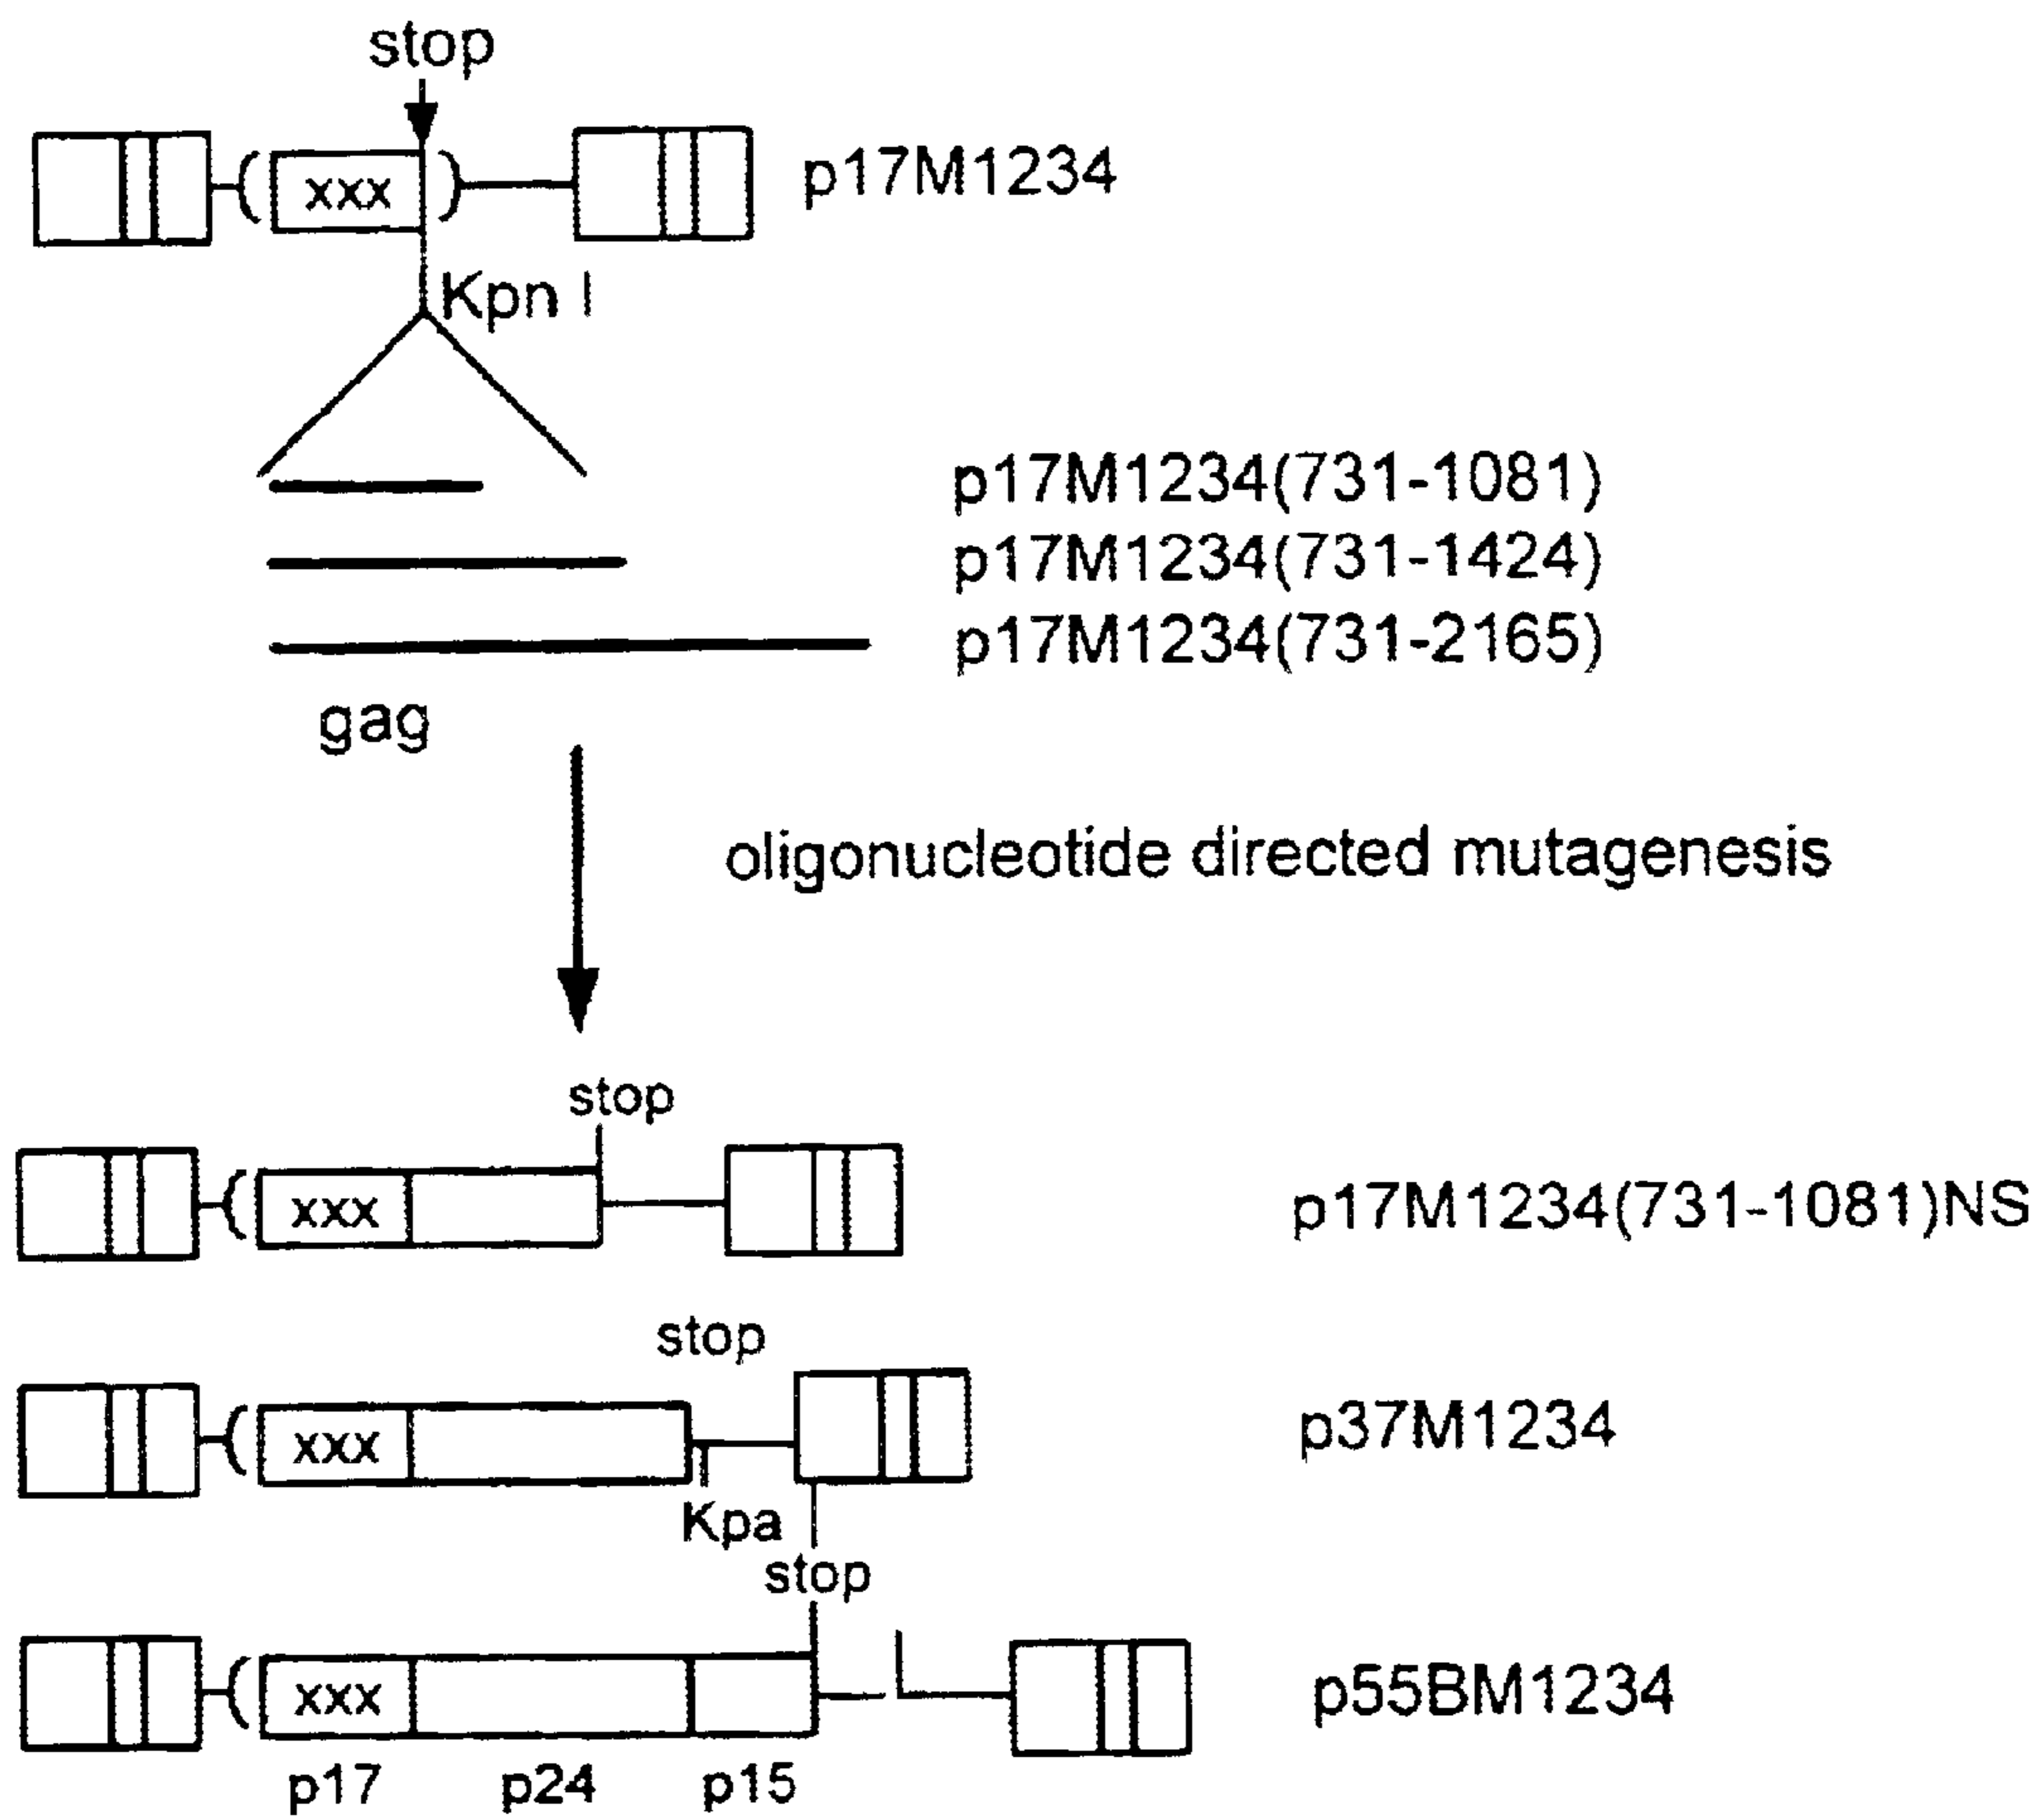 stop
xxx
p17M1234
Kpn I
p17M1234(731-1081)
p17M1234(731-1424)
p17M1234(731-2165)
gag
oligonucleotide directed mutagenesis
stop
xxx
p17M1234(731-1081)NS
stop
xxx
p37M1234
Kpa
stop
xxx
p55BM1234
p17 p24 p15